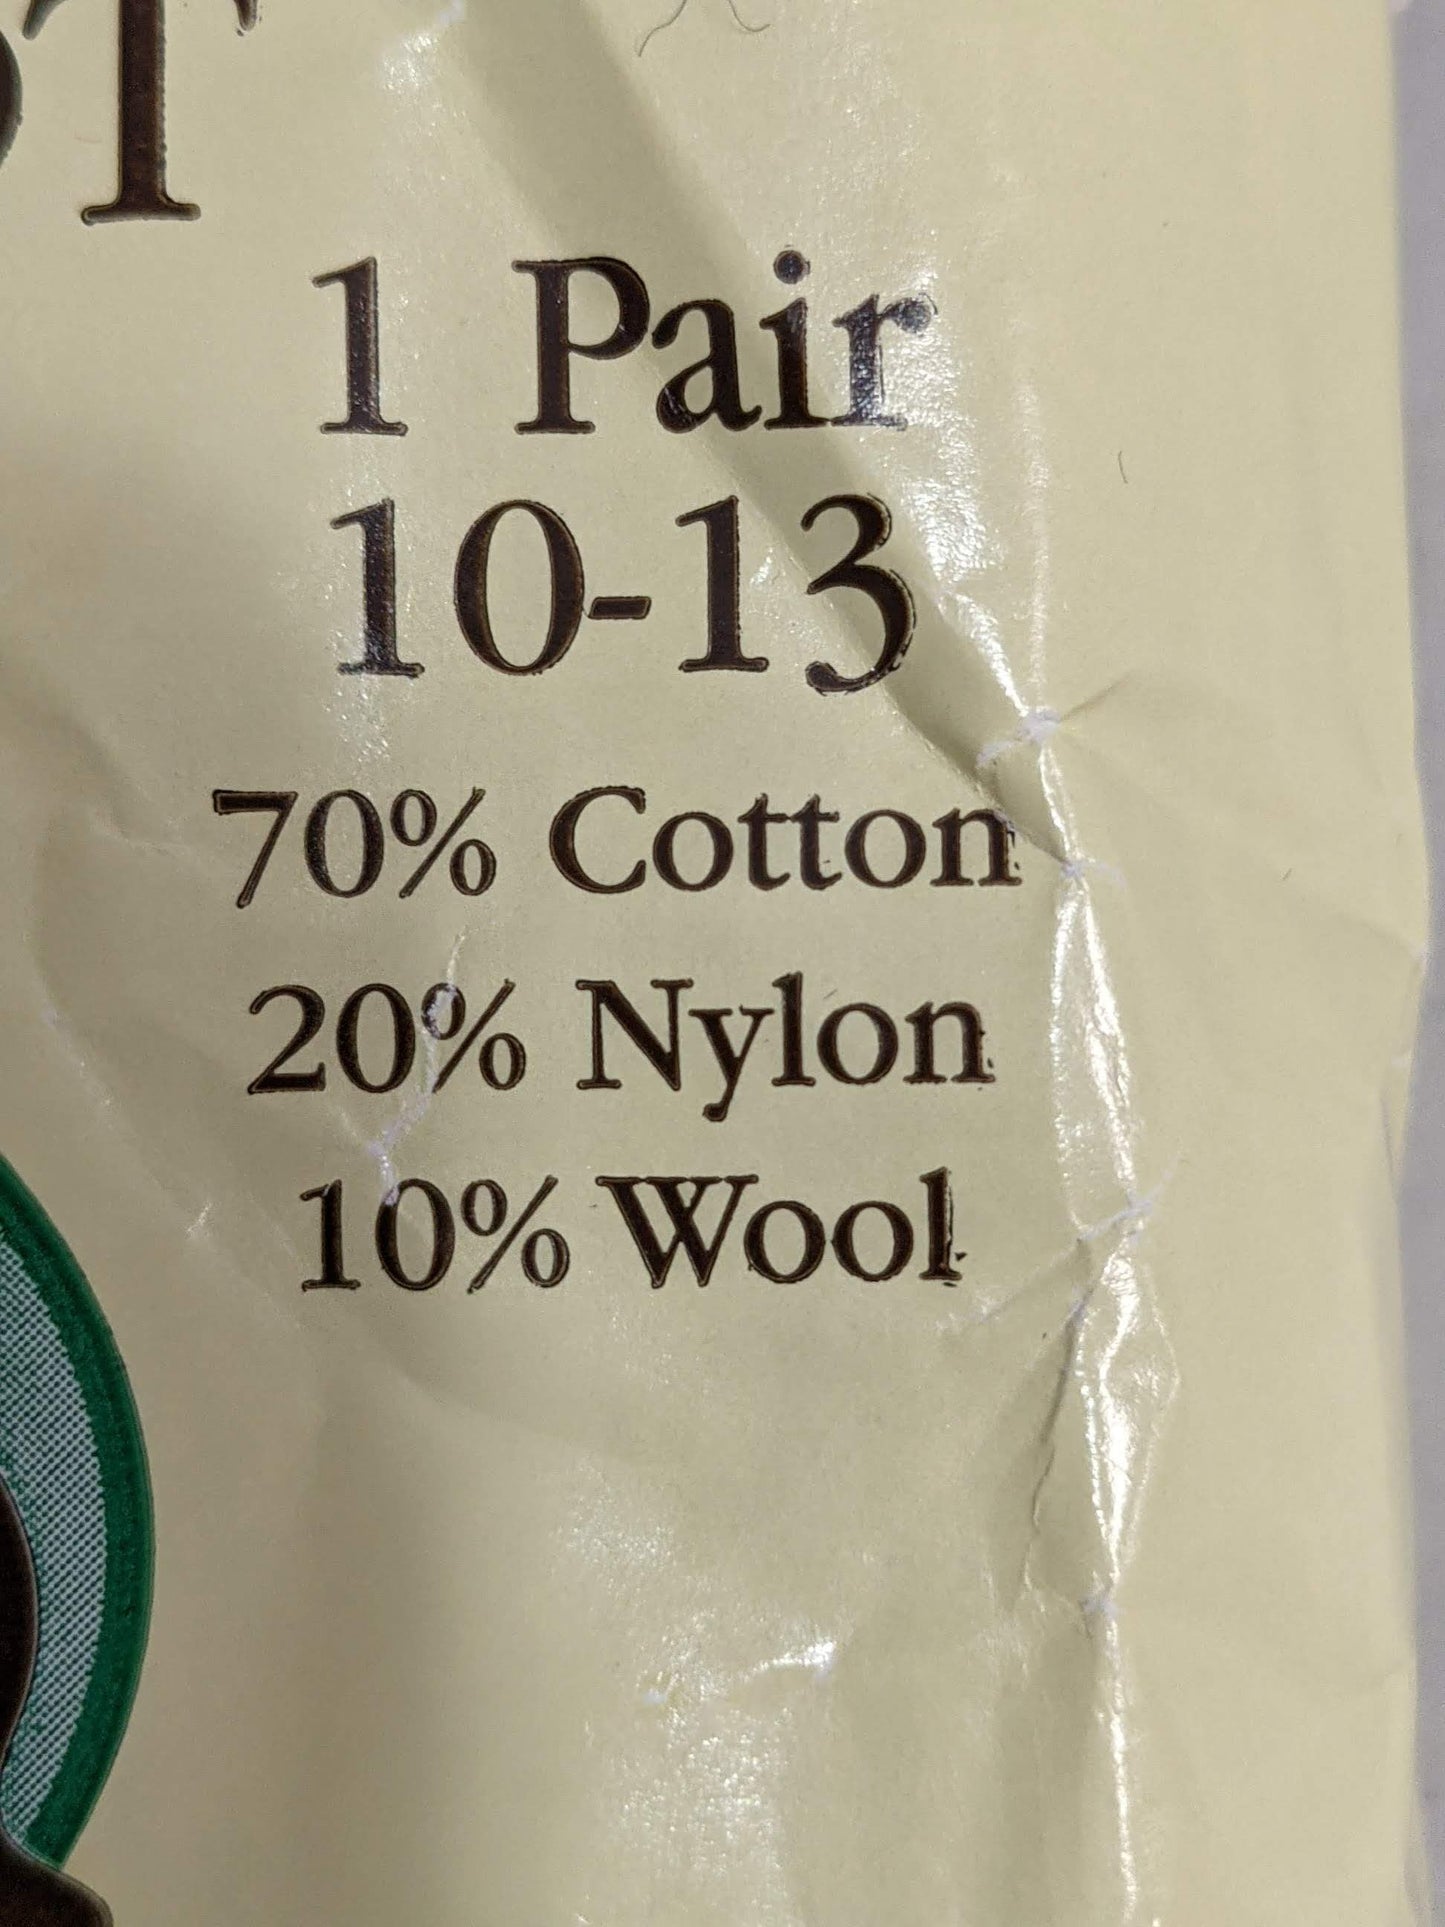 1 Pair
10-13
70% Cotton
20% Nylon
10% Wool